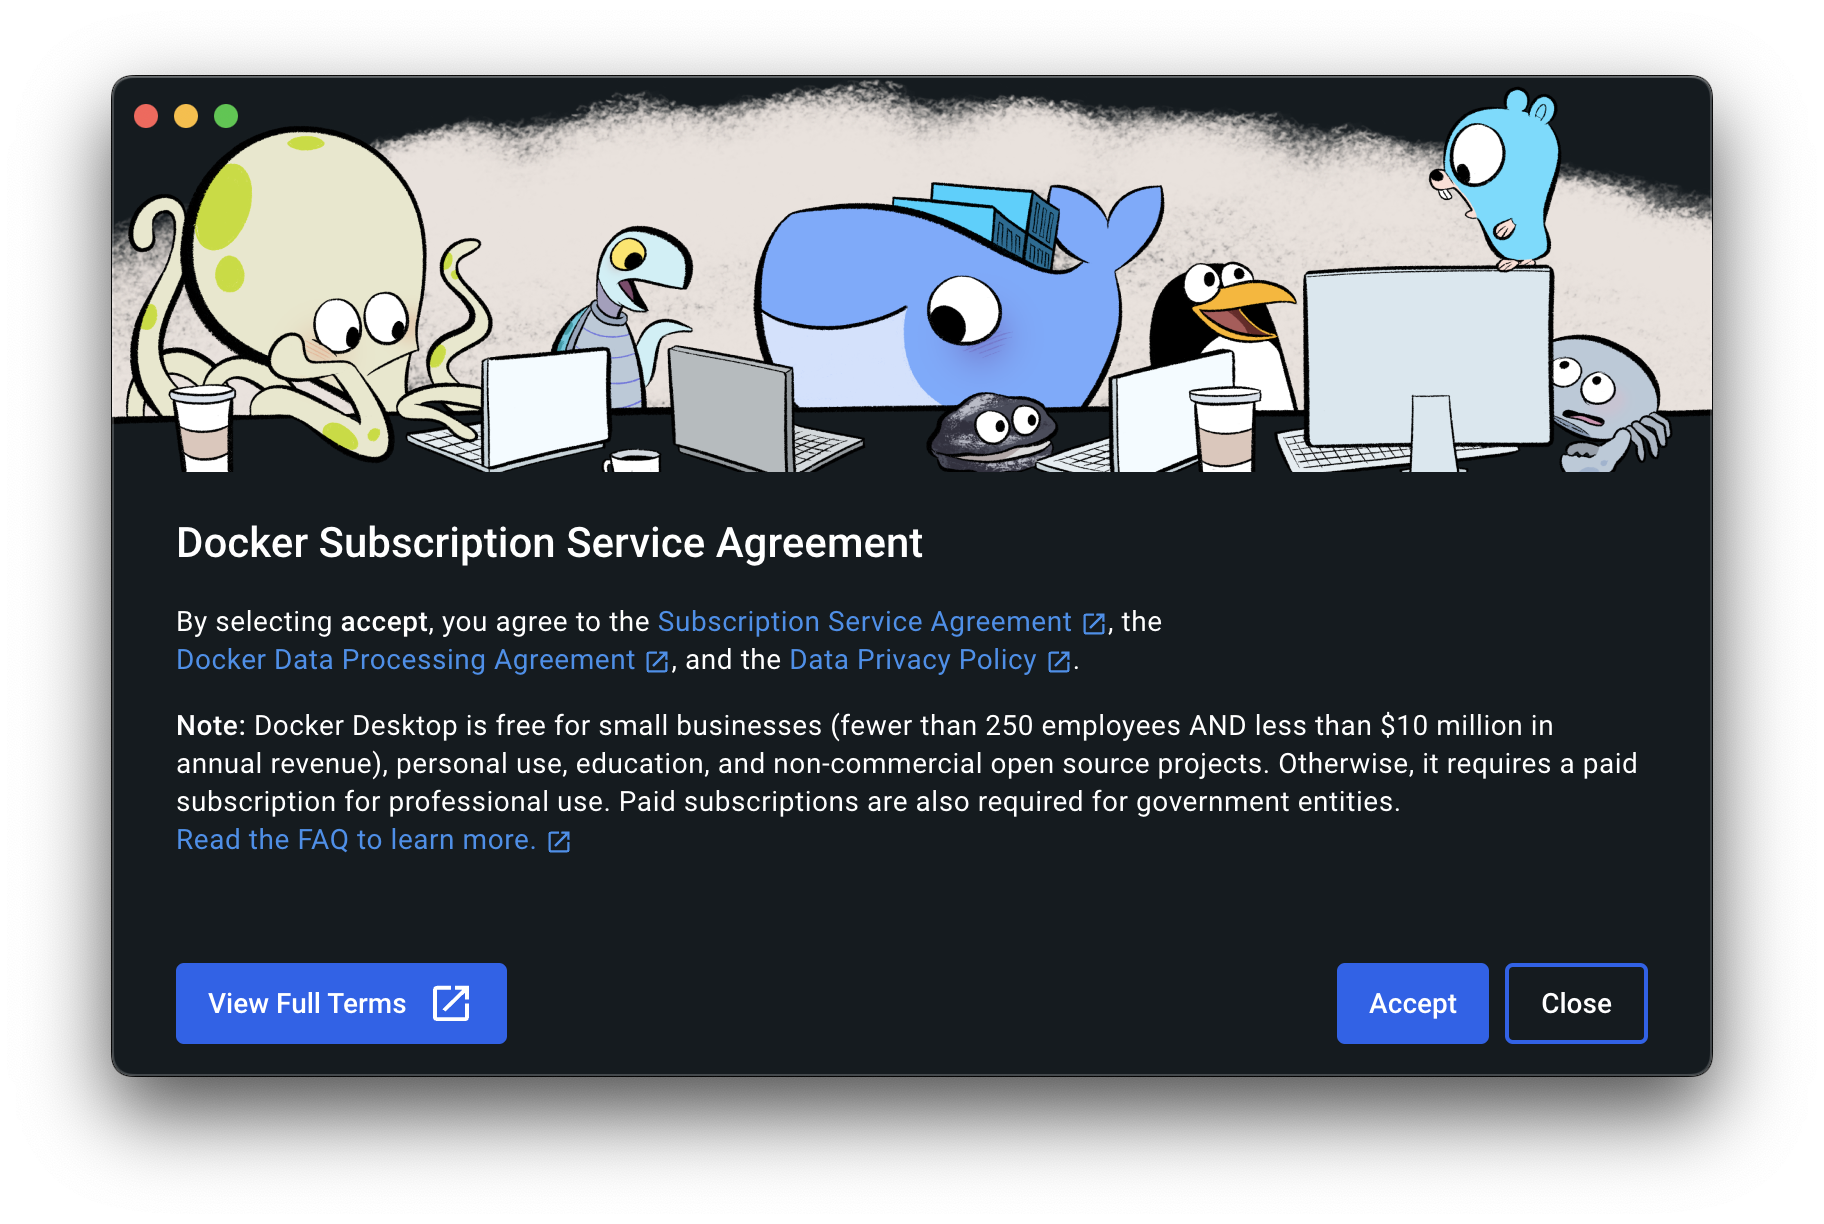 Docker Subscription Service Agreement
By selecting accept, you agree to the Subscription Service Agreement, the
Docker Data Processing Agreement, and the Data Privacy Policy.
Note: Docker Desktop is free for small businesses (fewer than 250 employees AND less than $10 million in
annual revenue), personal use, education, and non-commercial open source projects. Otherwise, it requires a paid
subscription for professional use. Paid subscriptions are also required for government entities.
Read the FAQ to learn more.
View Full Terms
Accept
Close